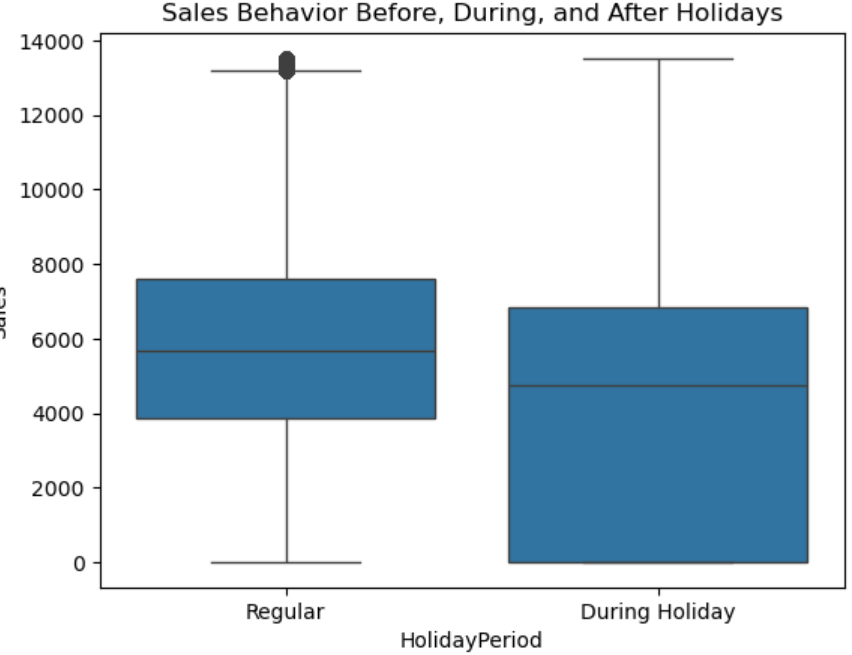 Sales Behavior Before, During, and After Holidays
14000
12000
10000
8000
6000
4000
2000
0
Sales
Regular
During Holiday
HolidayPeriod